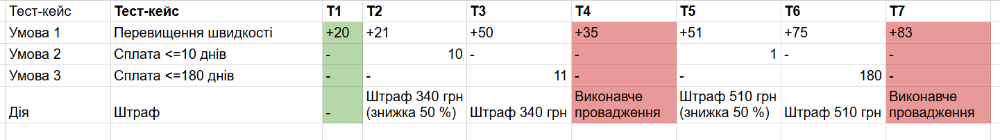 Тест-кейс Тест-кейс T1 T2 T3 T4 T5 T6 T7
Умова 1 Перевищення швидкості +20 +21 +50 +35 +51 +75 +83
Умова 2 Сплата <=10 днів - 10 - - 1 - -
Умова 3 Сплата <=180 днів - - 11 - - 180 -
Дія Штраф - Штраф 340 грн (знижка 50 %) Штраф 340 грн Виконавче провадження Штраф 510 грн (знижка 50 %) Штраф 510 грн Виконавче провадження